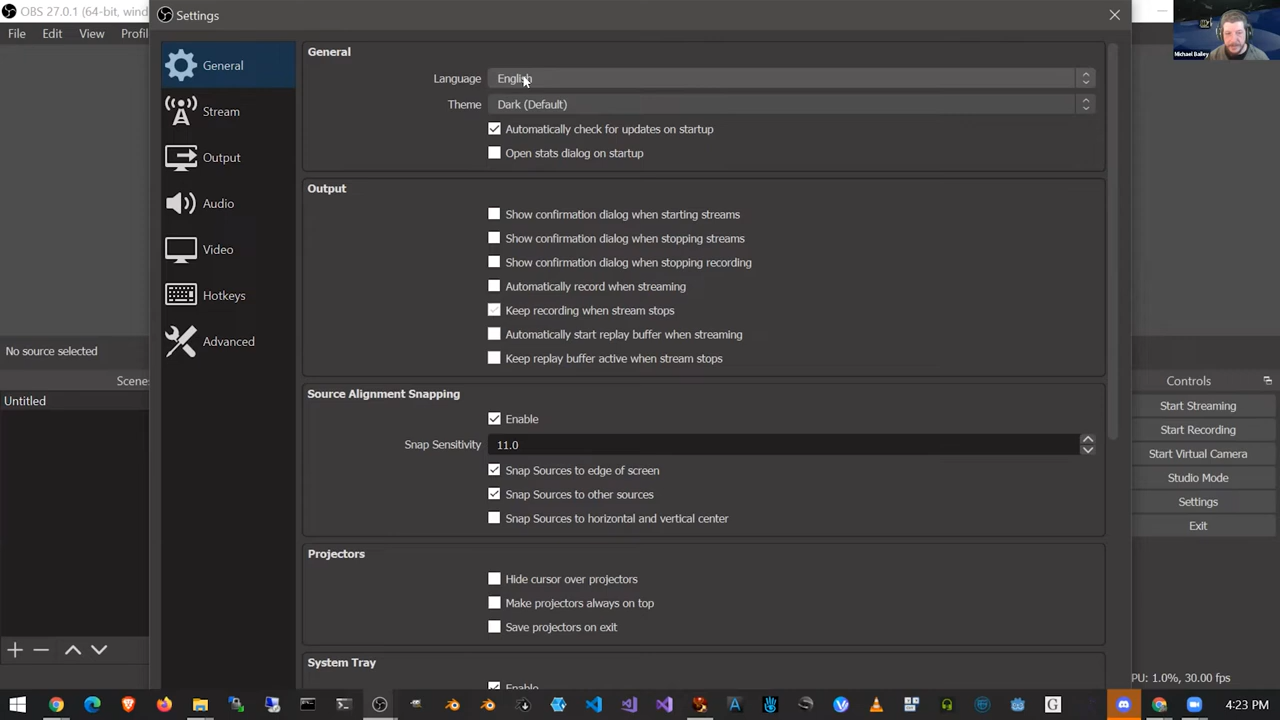 OBS 27.0.1 (64-bit, wind
Settings
File Edit View Profil
Michael Bailey
General
Stream
Output
Audio
Video
Hotkeys
Advanced
General
Language English
Theme Dark (Default)
Automatically check for updates on startup
Open stats dialog on startup
Output
Show confirmation dialog when starting streams
Show confirmation dialog when stopping streams
Show confirmation dialog when stopping recording
Automatically record when streaming
Keep recording when stream stops
Automatically start replay buffer when streaming
Keep replay buffer active when stream stops
Source Alignment Snapping
Enable
Snap Sensitivity 11.0
Snap Sources to edge of screen
Snap Sources to other sources
Snap Sources to horizontal and vertical center
Projectors
Hide cursor over projectors
Make projectors always on top
Save projectors on exit
System Tray
Enable
No source selected
Scenes
Untitled
Controls
Start Streaming
Start Recording
Start Virtual Camera
Studio Mode
Settings
Exit
PU: 1.0%, 30.00 fps
4:23 PM